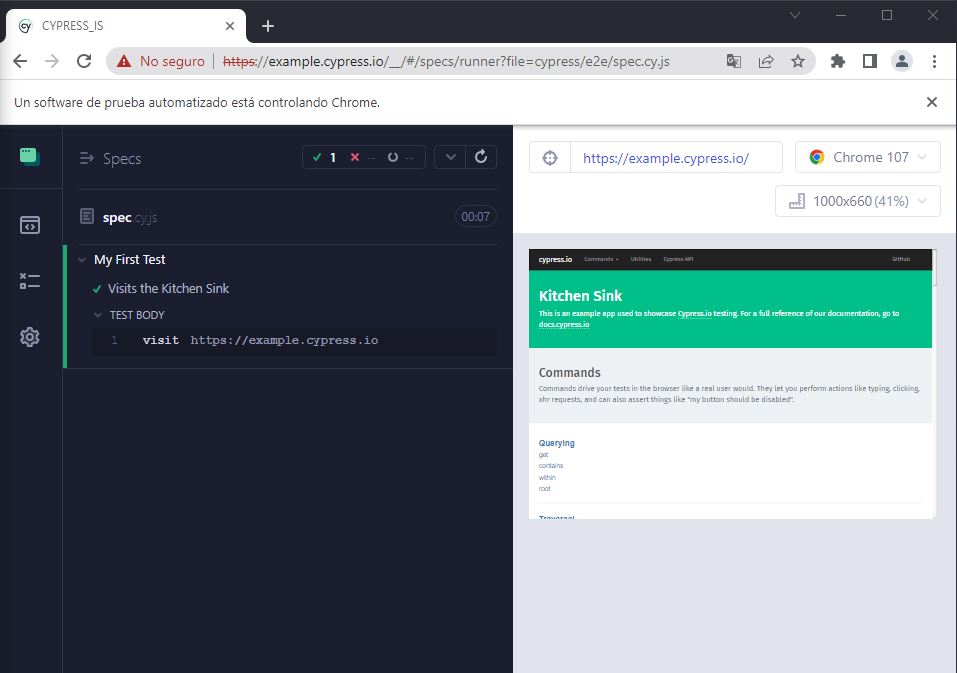 CYPRESS_IS
No seguro
https://example.cypress.io/__/#/specs/runner?file=cypress/e2e/spec.cy.js
Un software de prueba automatizado está controlando Chrome.
Specs
1 -- --
https://example.cypress.io/
Chrome 107
1000x660 (41%)
spec.cy.js
00:07
My First Test
Visits the Kitchen Sink
TEST BODY
1 visit https://example.cypress.io
cypress.io Commands Utilities Cypress API GitHub
Kitchen Sink
This is an example app used to showcase Cypress.io testing. For a full reference of our documentation, go to
docs.cypress.io
Commands
Commands drive your tests in the browser like a real user would. They let you perform actions like typing, clicking,
xhr requests, and can also assert things like "my button should be disabled".
Querying
get
contains
within
root
Traversal